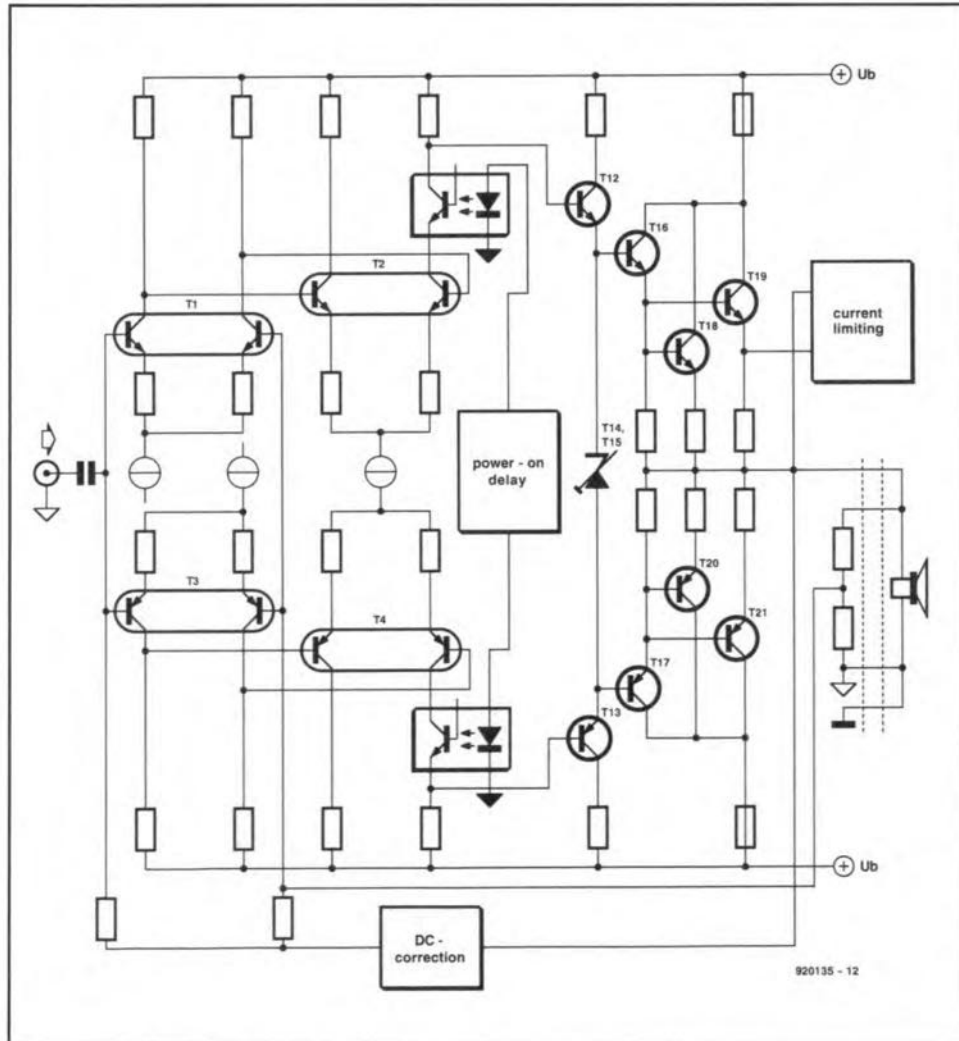 + Ub
T12
T16
T2
T19
T1
T18
current
limiting
T14,
T15
power - on
delay
T3
T20
T4
T21
T17
T13
+ Ub
DC -
correction
920135 - 12